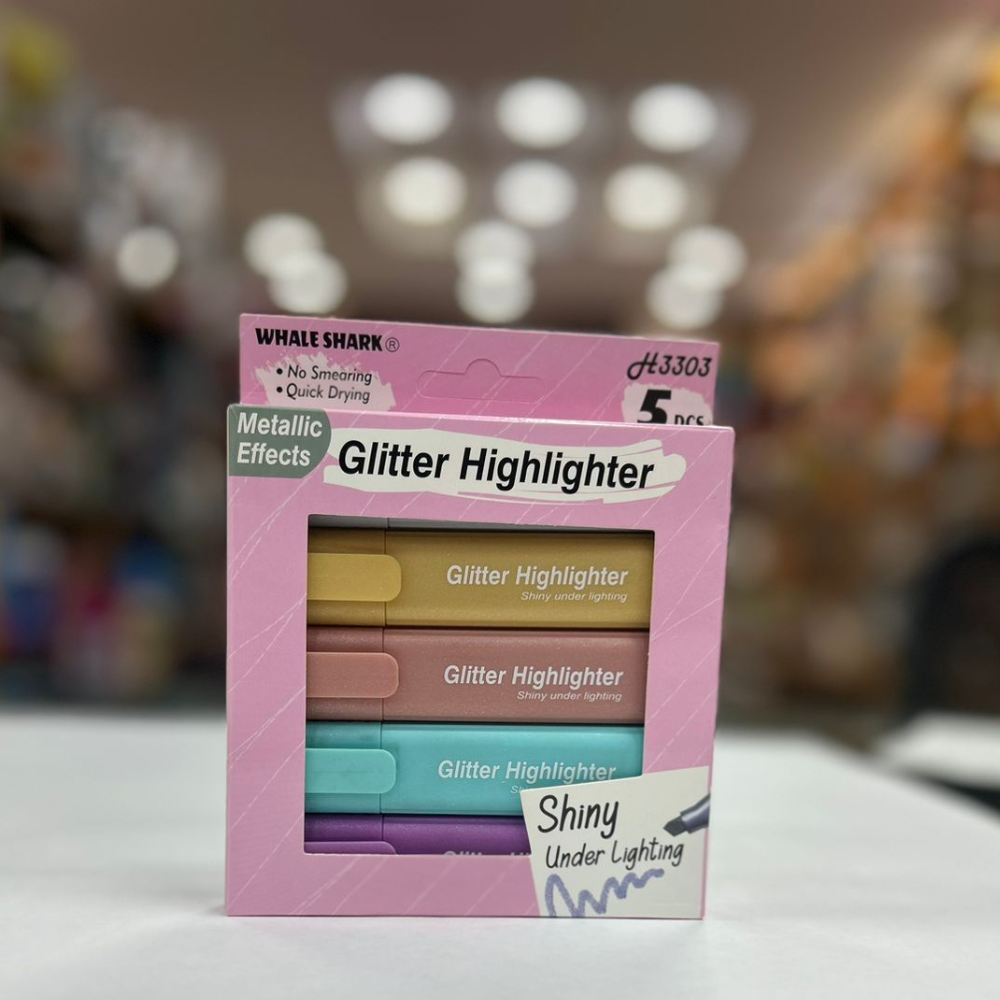 WHALE SHARK ®
• No Smearing
• Quick Drying
H3303
5 PCS
Metallic
Effects
Glitter Highlighter
Glitter Highlighter
Shiny under lighting
Glitter Highlighter
Shiny under lighting
Glitter Highlighter
Shiny
Under Lighting